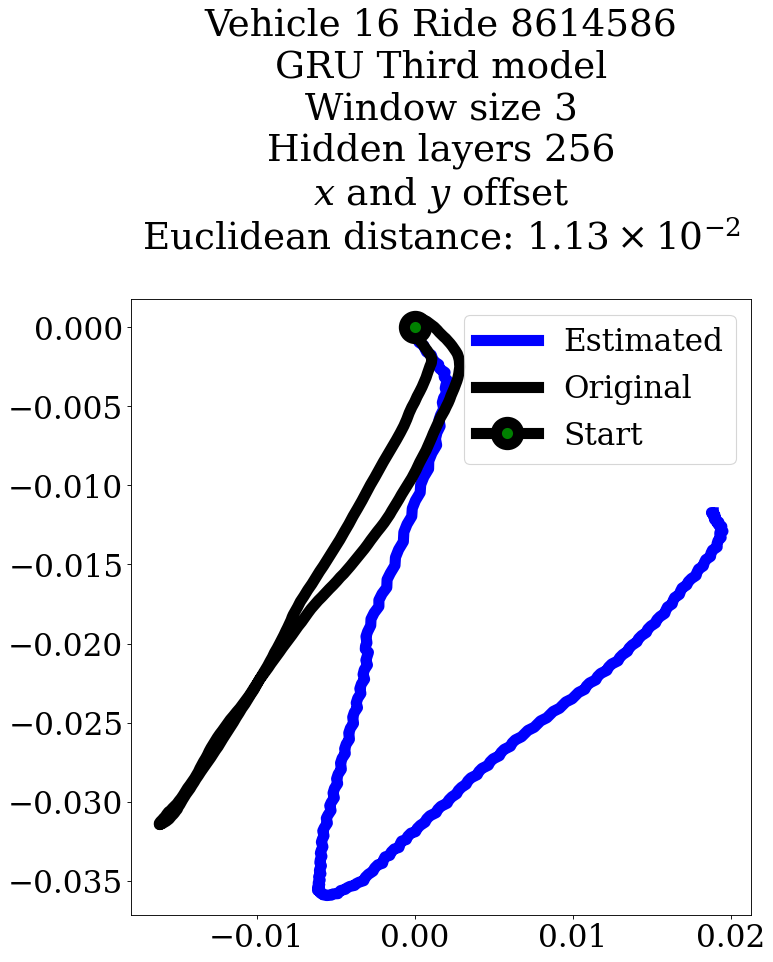 Vehicle 16 Ride 8614586
GRU Third model
Window size 3
Hidden layers 256
x and y offset
Euclidean distance: 1.13 × 10⁻²
Estimated
Original
Start
0.000
−0.005
−0.010
−0.015
−0.020
−0.025
−0.030
−0.035
−0.01 0.00 0.01 0.02